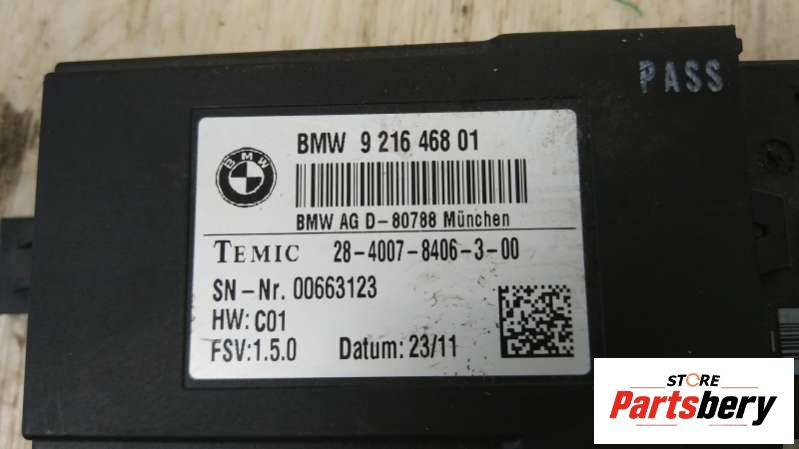 PASS
BMW 9 216 468 01
BMW
BMW AG D-80788 München
TEMIC 28-4007-8406-3-00
SN-Nr. 00663123
HW: C01
FSV:1.5.0 Datum: 23/11
STORE
Partsbery